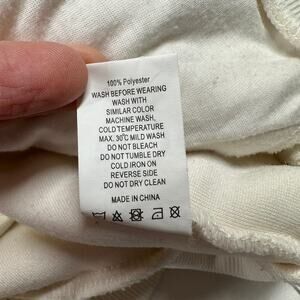 100% Polyester
WASH BEFORE WEARING
WASH WITH
SIMILAR COLOR
MACHINE WASH,
COLD TEMPERATURE
MAX. 30°C MILD WASH
DO NOT BLEACH
DO NOT TUMBLE DRY
COLD IRON ON
REVERSE SIDE
DO NOT DRY CLEAN
MADE IN CHINA